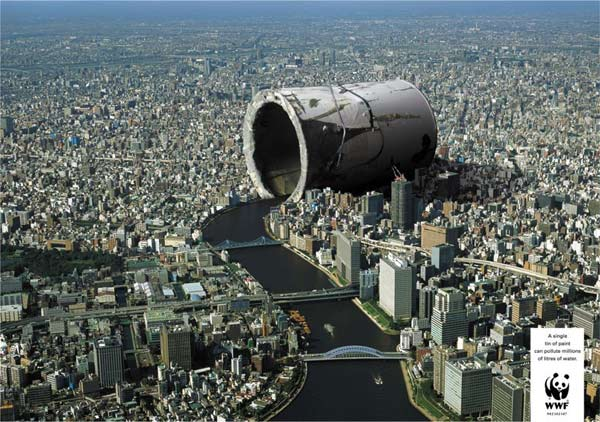 A single
tin of paint
can pollute millions
of litres of water.
WWF